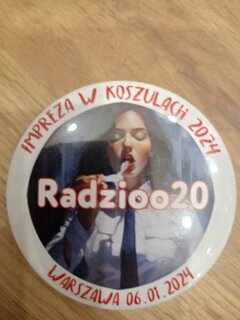 IMPREZA W KOSZULACH 2024
Radzioo20
WARSZAWA 06.01.2024